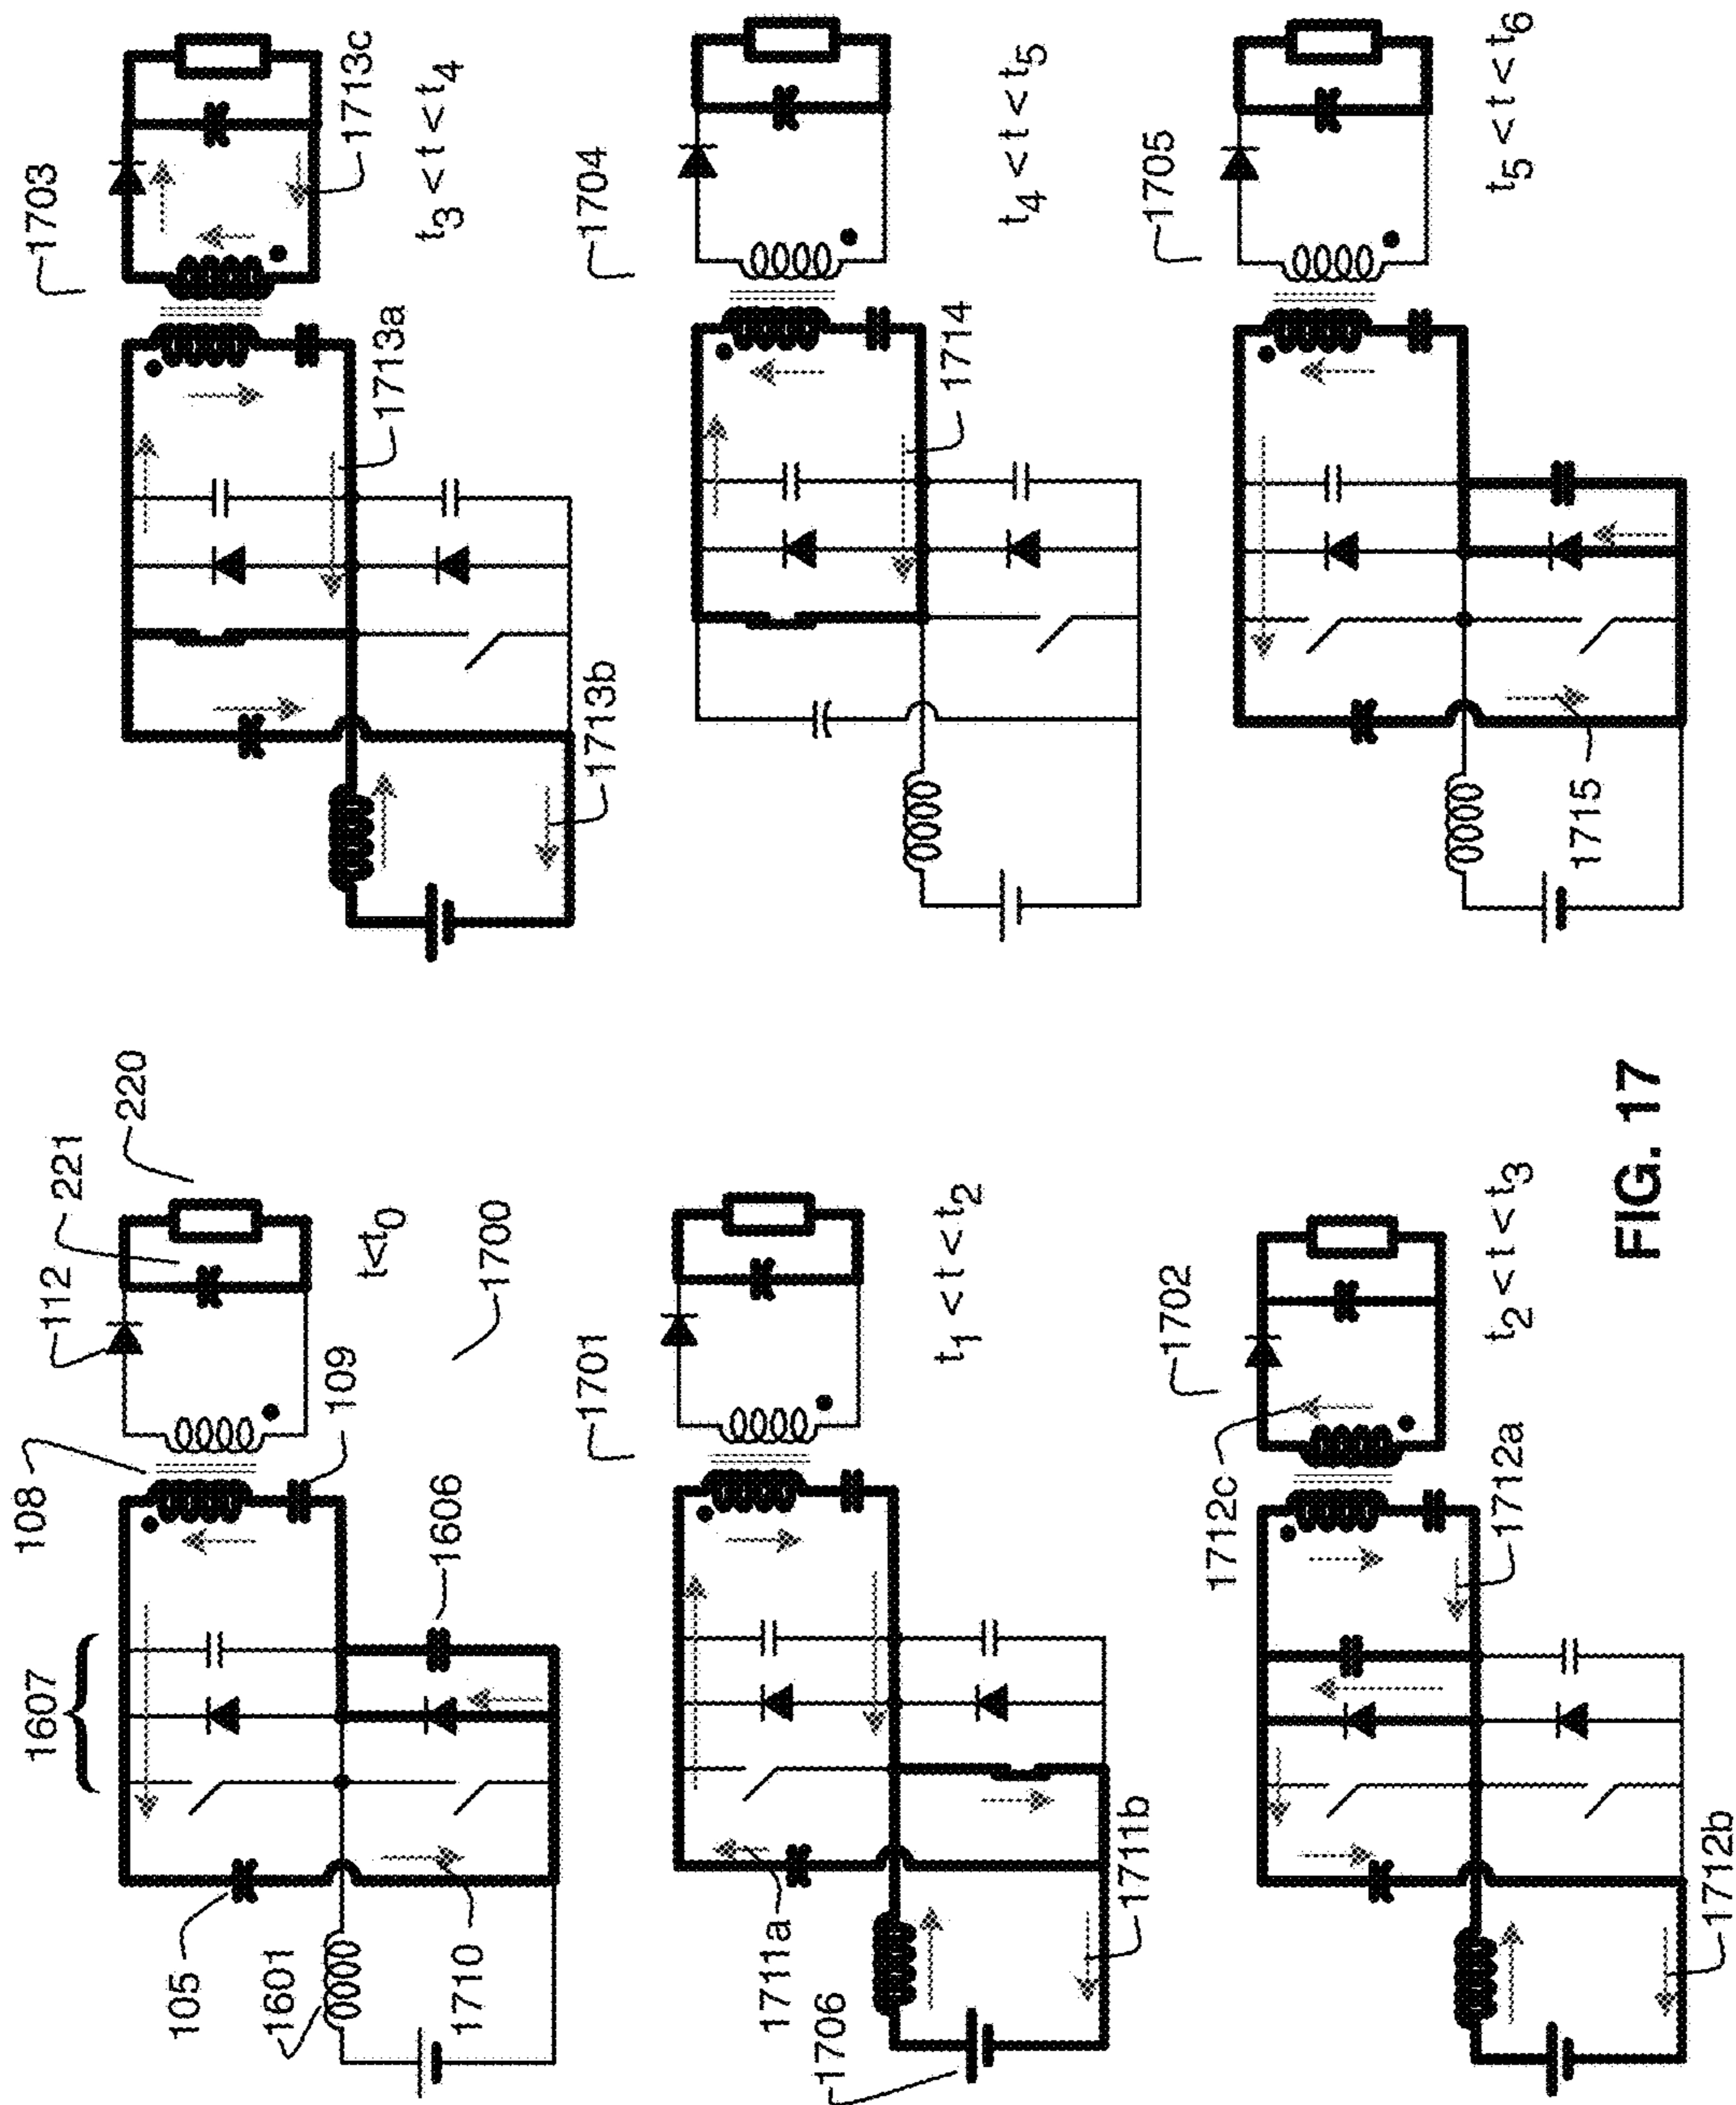 108
112
221
220
1607
109
t<t₀
1606
105
1601
1710
1700
1701
t₁ < t < t₂
1711a
1706
1711b
1702
1712c
t₂ < t < t₃
1712a
1712b
1703
1713c
t₃ < t < t₄
1713a
1713b
1704
t₄ < t < t₅
1714
1705
t₅ < t < t₆
1715
FIG. 17